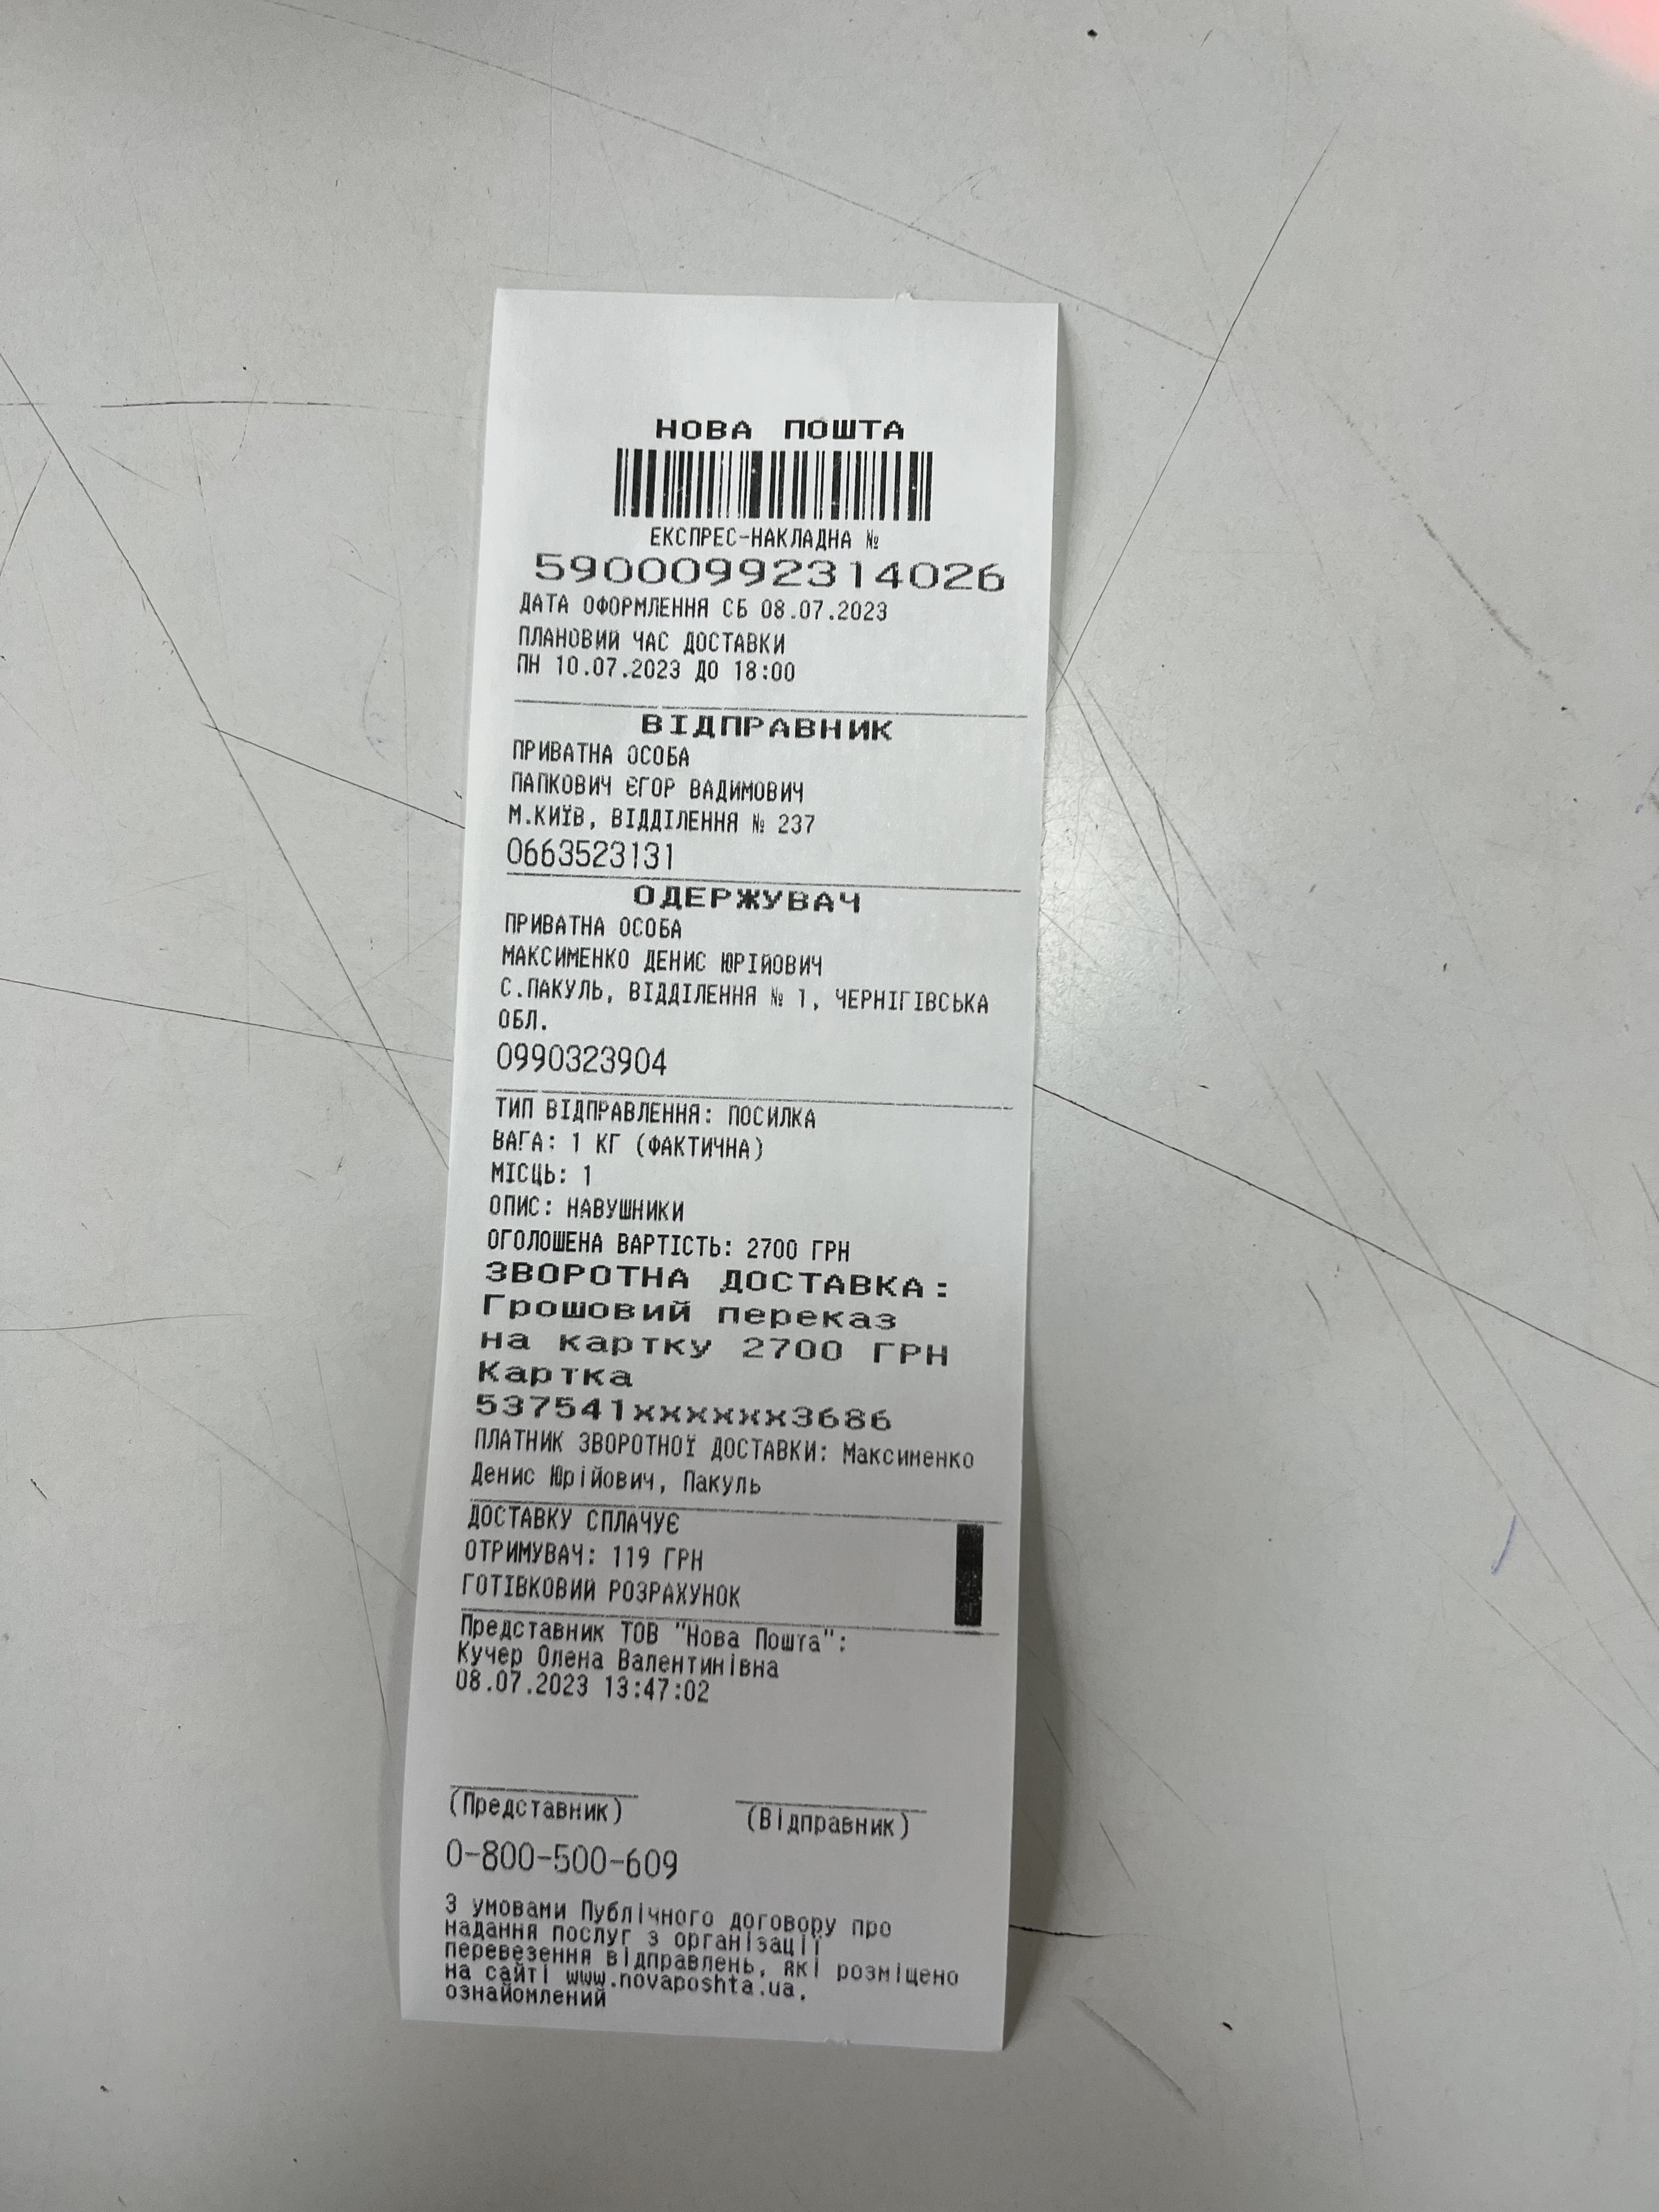 НОВА ПОШТА
ЕКСПРЕС-НАКЛАДНА №
59000992314026
ДАТА ОФОРМЛЕННЯ СБ 08.07.2023
ПЛАНОВИЙ ЧАС ДОСТАВКИ
ПН 10.07.2023 ДО 18:00
ВІДПРАВНИК
ПРИВАТНА ОСОБА
ПАПКОВИЧ ЄГОР ВАДИМОВИЧ
М.КИЇВ, ВІДДІЛЕННЯ № 237
0663523131
ОДЕРЖУВАЧ
ПРИВАТНА ОСОБА
МАКСИМЕНКО ДЕНИС ЮРІЙОВИЧ
С.ПАКУЛЬ, ВІДДІЛЕННЯ № 1, ЧЕРНІГІВСЬКА
ОБЛ.
0990323904
ТИП ВІДПРАВЛЕННЯ: ПОСИЛКА
ВАГА: 1 КГ (ФАКТИЧНА)
МІСЦЬ: 1
ОПИС: НАВУШНИКИ
ОГОЛОШЕНА ВАРТІСТЬ: 2700 ГРН
ЗВОРОТНА ДОСТАВКА:
Грошовий переказ
на картку 2700 ГРН
Картка
537541xxxxxx3686
ПЛАТНИК ЗВОРОТНОЇ ДОСТАВКИ: Максименко
Денис Юрійович, Пакуль
ДОСТАВКУ СПЛАЧУЄ
ОТРИМУВАЧ: 119 ГРН
ГОТІВКОВИЙ РОЗРАХУНОК
Представник ТОВ "Нова Пошта":
Кучер Олена Валентинівна
08.07.2023 13:47:02
(Представник) (Відправник)
0-800-500-609
З умовами Публічного договору про
надання послуг з організації
перевезення відправлень, які розміщено
на сайті www.novaposhta.ua,
ознайомлений